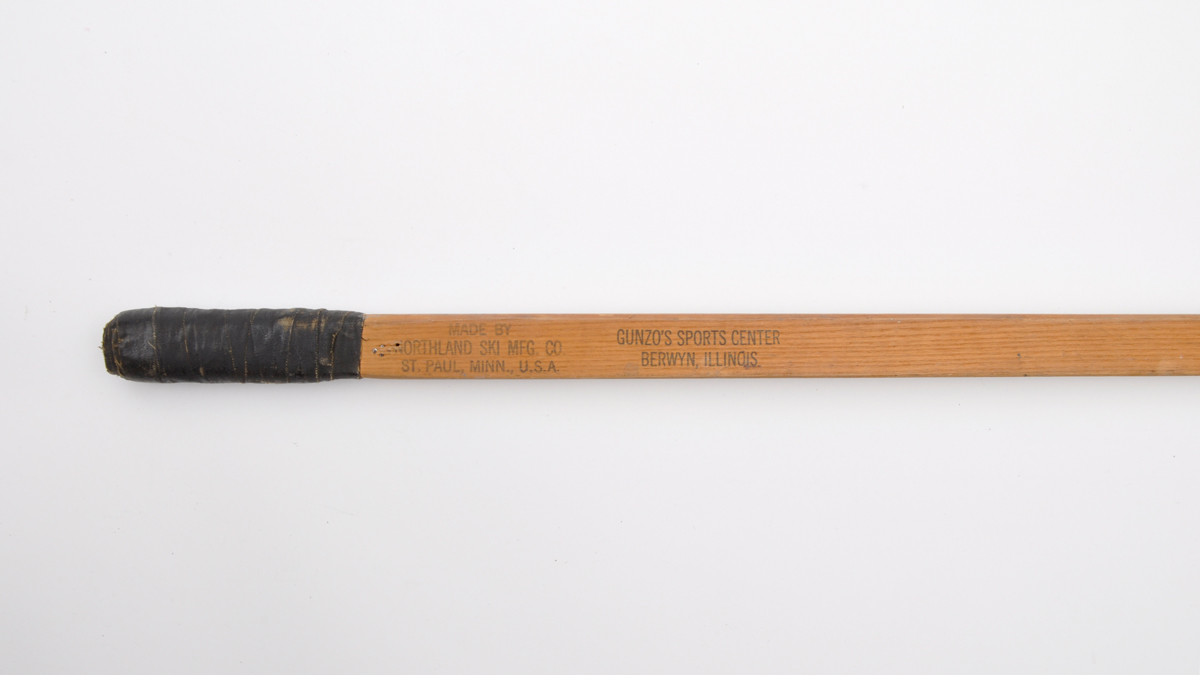 MADE BY
NORTHLAND SKI MFG. CO.
ST. PAUL, MINN., U.S.A.
GUNZO'S SPORTS CENTER
BERWYN, ILLINOIS.